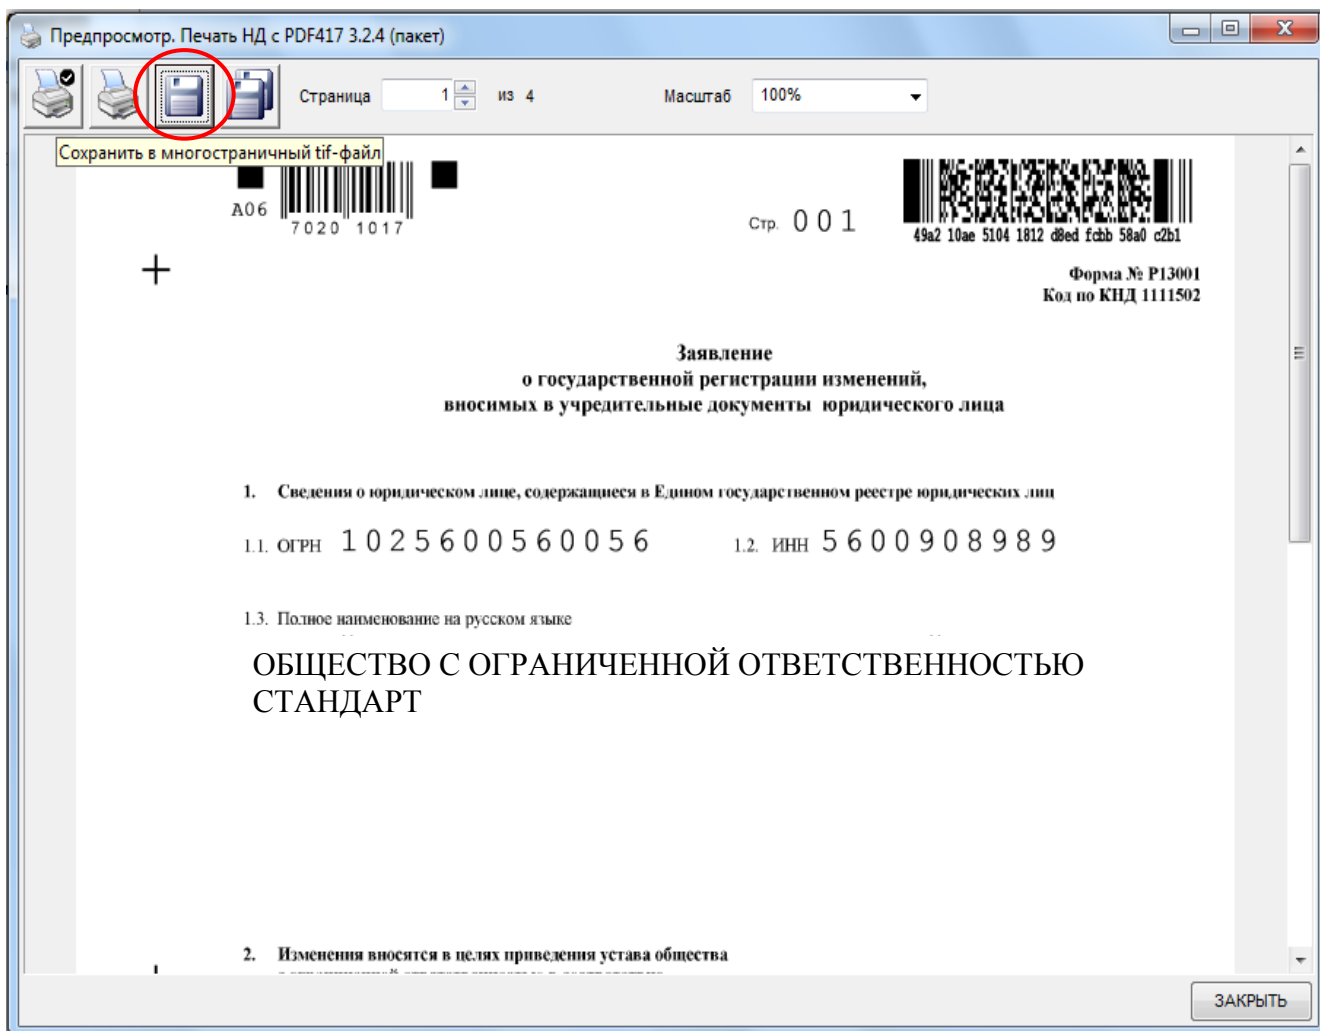 Предпросмотр. Печать НД с PDF417 3.2.4 (пакет)
Страница 1 из 4 Масштаб 100%
Сохранить в многостраничный tif-файл
A06
7020 1017
Стр. 001
49a2 10ae 5104 1812 d8ed fcbb 58a0 c2b1
Форма № Р13001
Код по КНД 1111502
Заявление
о государственной регистрации изменений,
вносимых в учредительные документы юридического лица
1. Сведения о юридическом лице, содержащиеся в Едином государственном реестре юридических лиц
1.1. ОГРН 1025600560056 1.2. ИНН 5600908989
1.3. Полное наименование на русском языке
ОБЩЕСТВО С ОГРАНИЧЕННОЙ ОТВЕТСТВЕННОСТЬЮ
СТАНДАРТ
2. Изменения вносятся в целях приведения устава общества
ЗАКРЫТЬ